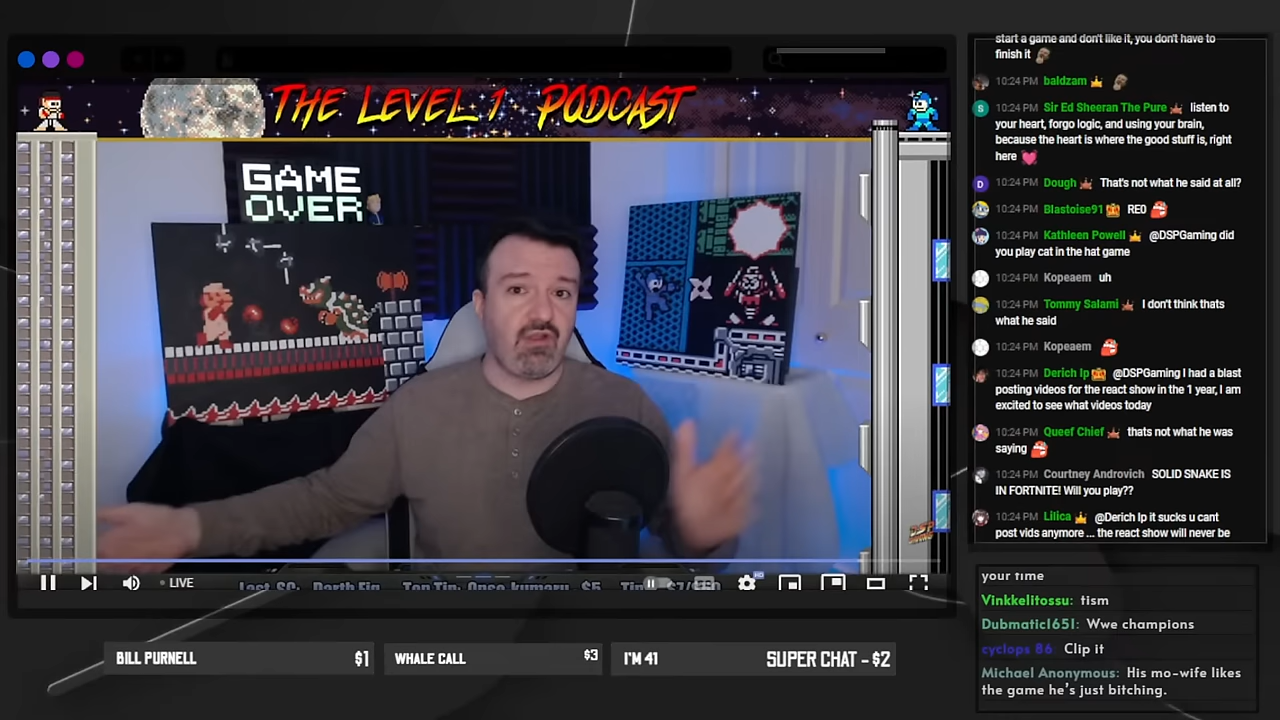 THE LEVEL 1 PODCAST
GAME
OVER
LIVE
HD
BILL PURNELL
$1
WHALE CALL
$3
I'M 41
SUPER CHAT - $2
start a game and don't like it, you don't have to
finish it
10:24 PM baldzam
S
10:24 PM Sir Ed Sheeran The Pure listen to
your heart, forgo logic, and using your brain,
because the heart is where the good stuff is, right
here
D
10:24 PM Dough That's not what he said at all?
10:24 PM Blastoise91 RE0
10:24 PM Kathleen Powell @DSPGaming did
you play cat in the hat game
10:24 PM Kopeaem uh
10:24 PM Tommy Salami I don't think thats
what he said
10:24 PM Kopeaem
10:24 PM Derich Ip @DSPGaming I had a blast
posting videos for the react show in the 1 year, I am
excited to see what videos today
10:24 PM Queef Chief thats not what he was
saying
10:24 PM Courtney Androvich SOLID SNAKE IS
IN FORTNITE! Will you play??
10:24 PM Lilica @Derich Ip it sucks u cant
post vids anymore ... the react show will never be
your time
Vinkkelitossu: tism
Dubmatic1651: Wwe champions
cyclops 86 Clip it
Michael Anonymous: His mo-wife likes
the game he's just bitching.